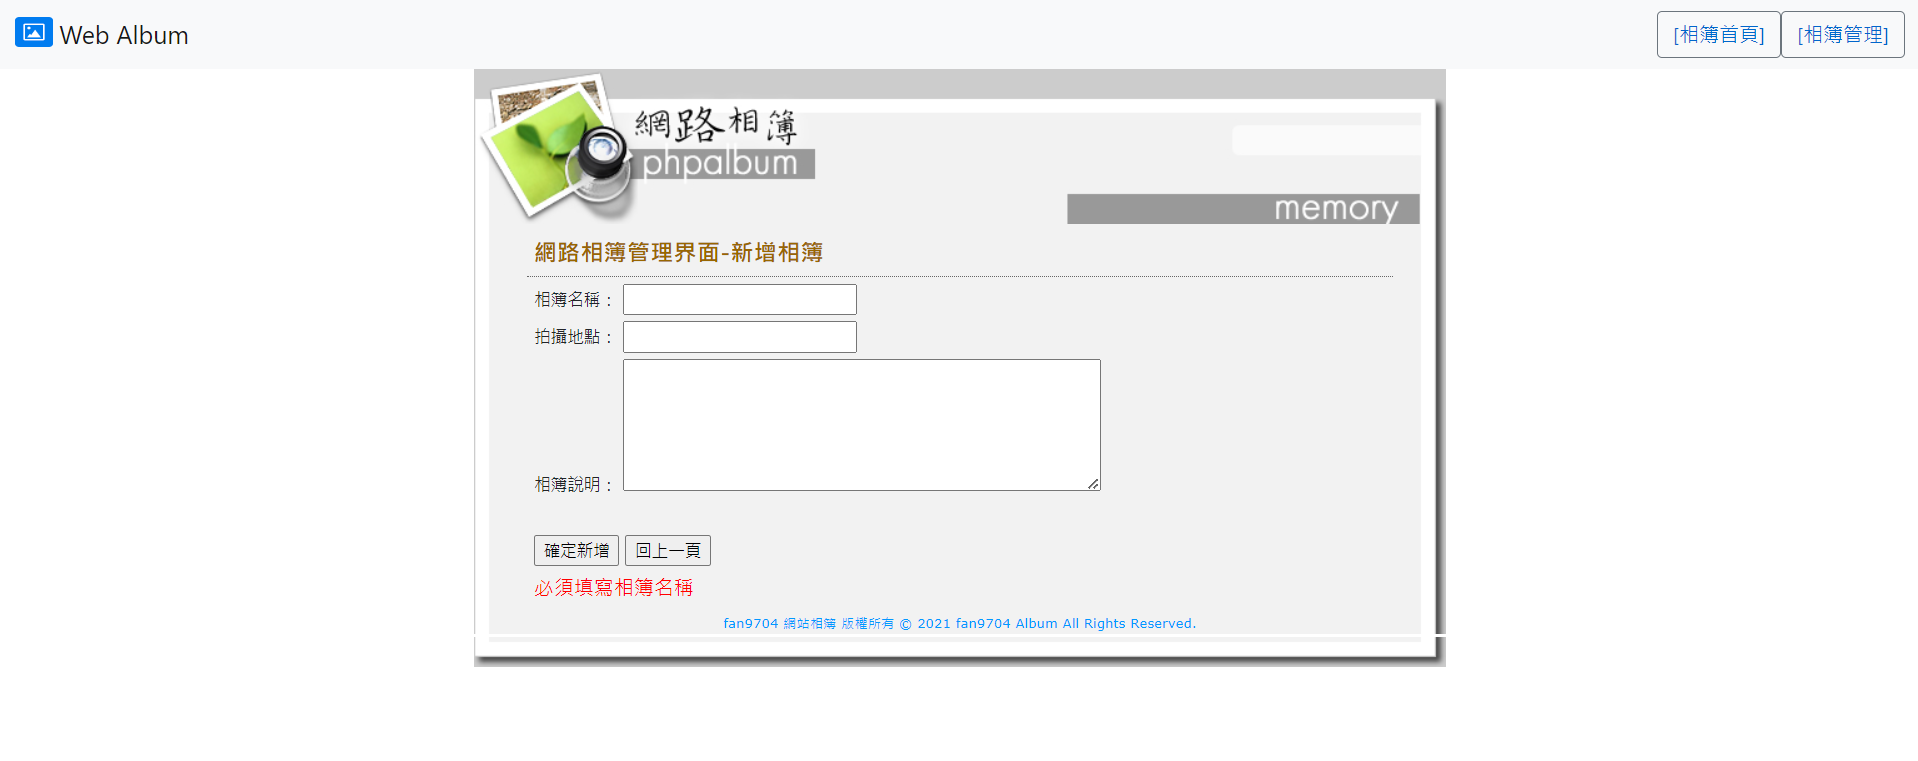 Web Album
[相簿首頁] [相簿管理]
網路相簿
phpalbum
memory
網路相簿管理界面-新增相簿
相簿名稱：
拍攝地點：
相簿說明：
確定新增 回上一頁
必須填寫相簿名稱
fan9704 網站相簿 版權所有 © 2021 fan9704 Album All Rights Reserved.